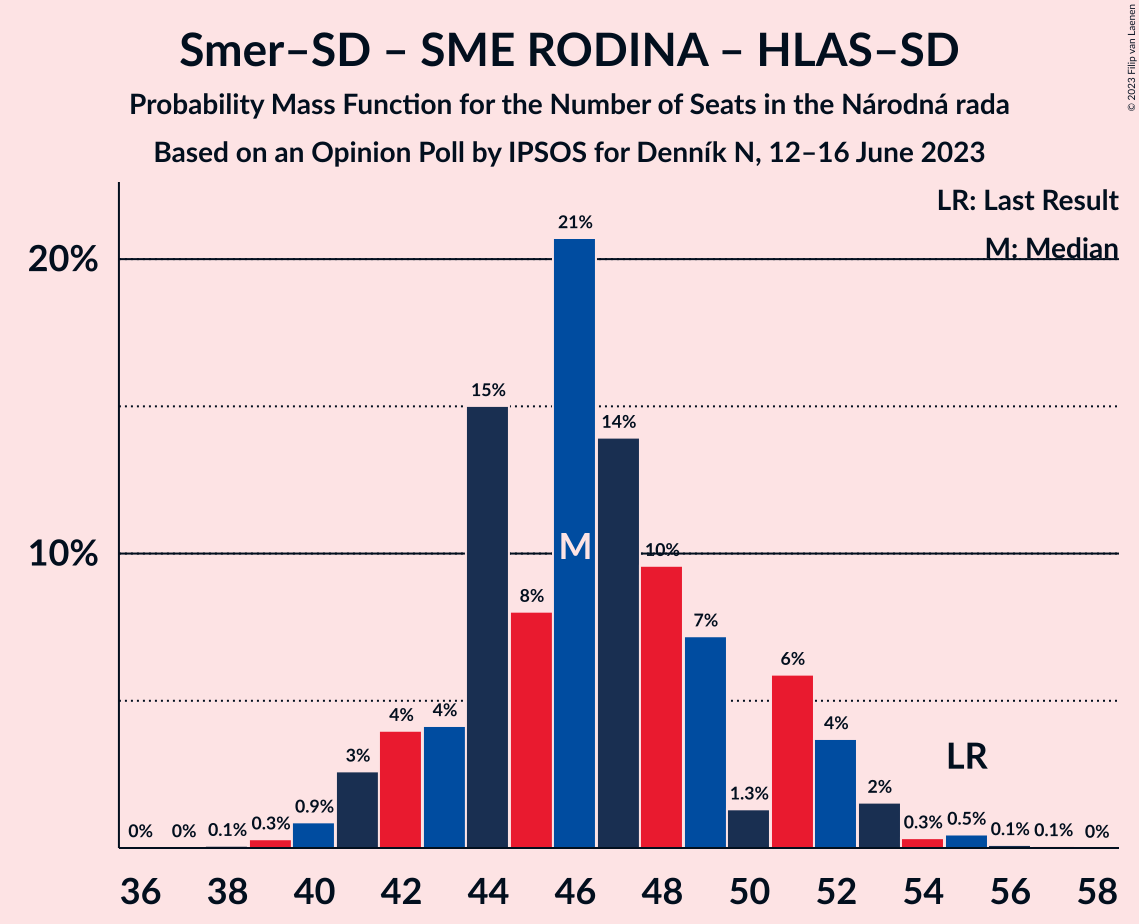 Smer–SD – SME RODINA – HLAS–SD
Probability Mass Function for the Number of Seats in the Národná rada
Based on an Opinion Poll by IPSOS for Denník N, 12–16 June 2023
© 2023 Filip van Laenen
LR: Last Result
M: Median
20%
10%
0% 0% 0.1% 0.3% 0.9% 3% 4% 4% 15% 8% 21% 14% 10% 7% 1.3% 6% 4% 2% 0.3% 0.5% 0.1% 0.1% 0%
M
LR
36 38 40 42 44 46 48 50 52 54 56 58